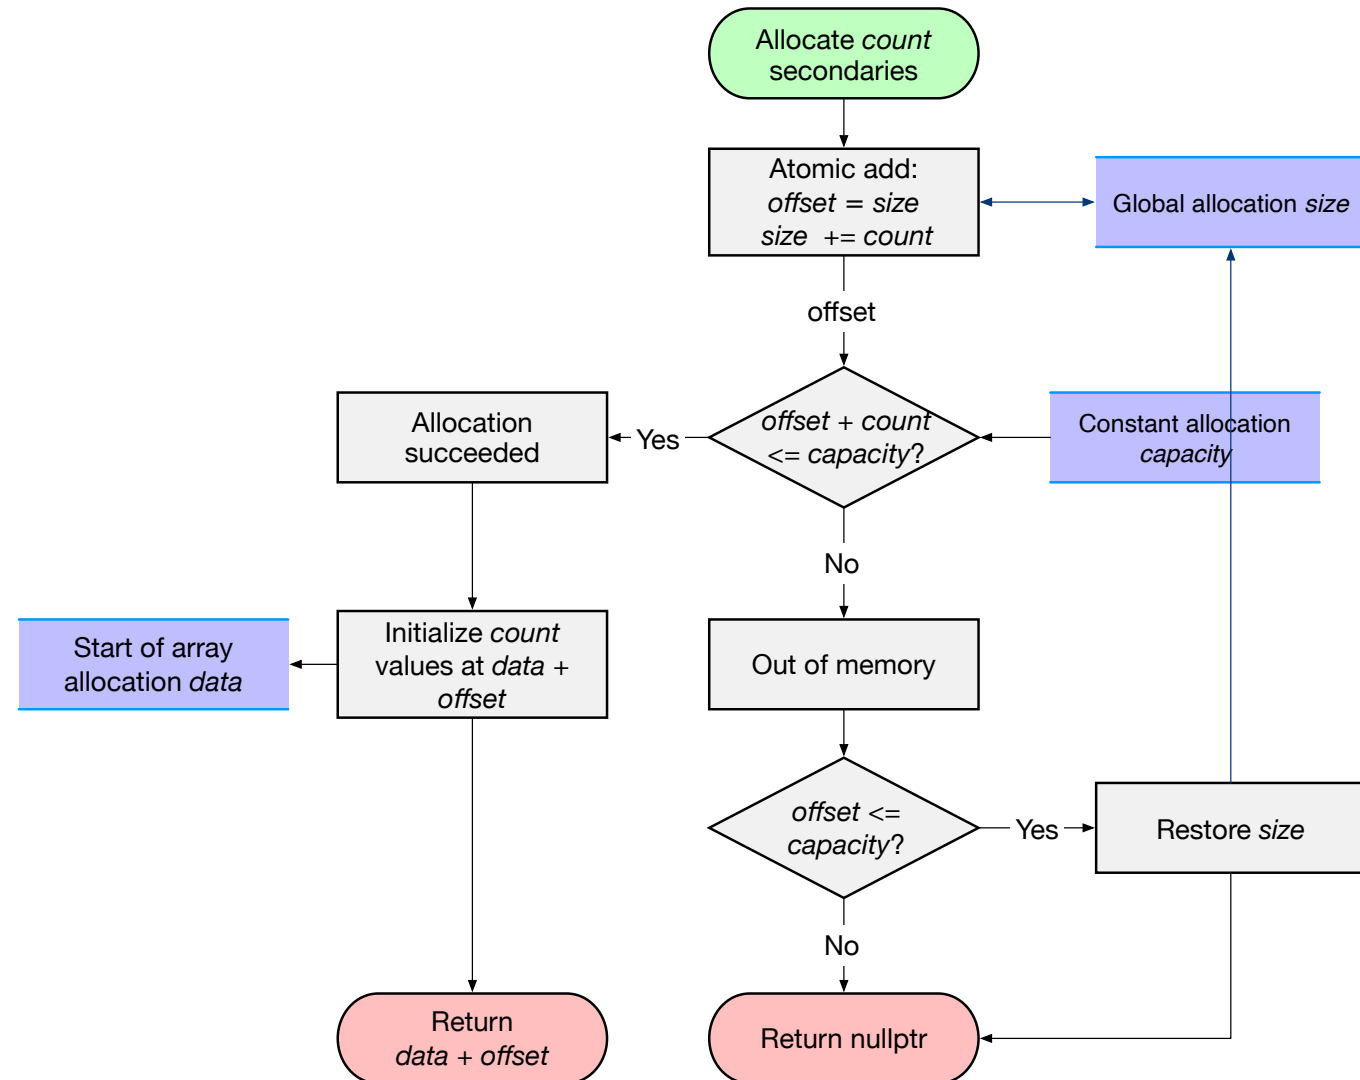 Allocate count
secondaries
Atomic add:
offset = size
size += count
Global allocation size
offset
offset + count
<= capacity?
Yes
Allocation
succeeded
Constant allocation
capacity
No
Initialize count
values at data +
offset
Start of array
allocation data
Out of memory
offset <=
capacity?
Yes
Restore size
No
Return
data + offset
Return nullptr